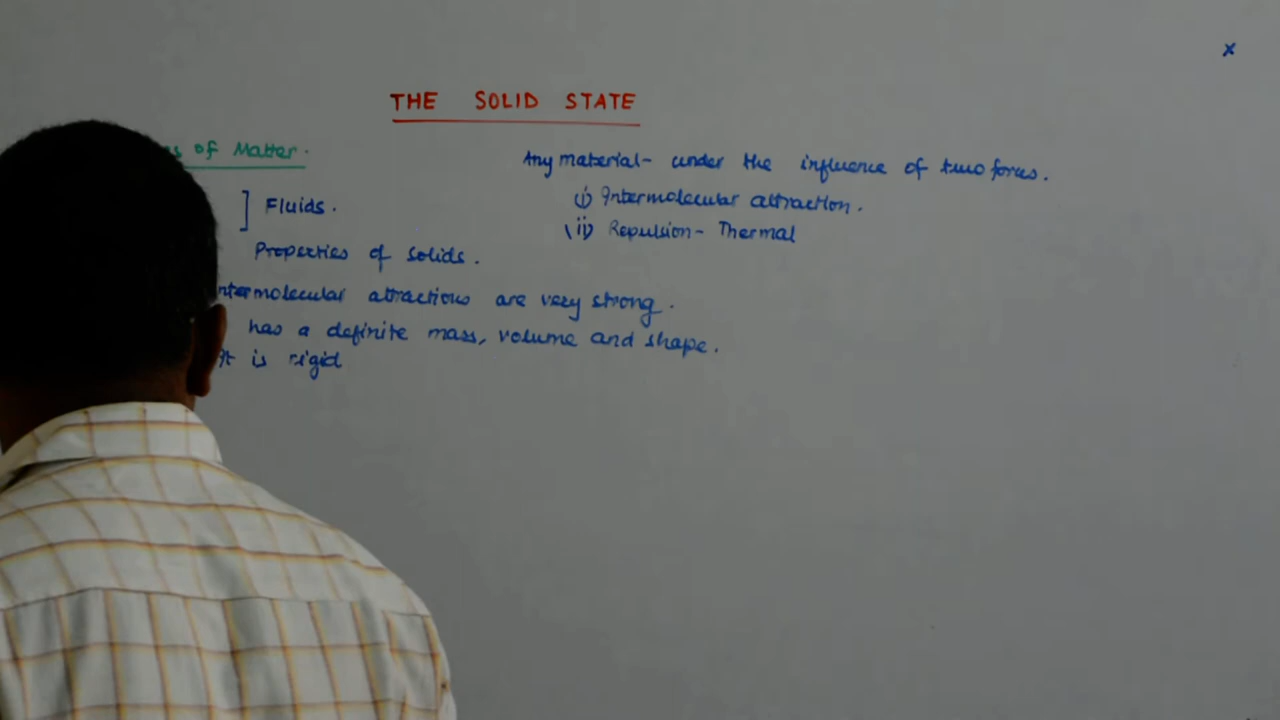 THE SOLID STATE
of Matter.
] Fluids.
Properties of solids.
ntermolecular attractions are very strong.
has a definite mass, volume and shape.
It is rigid
Any material- under the influence of two forces.
(i) Intermolecular attraction.
(ii) Repulsion- Thermal
x